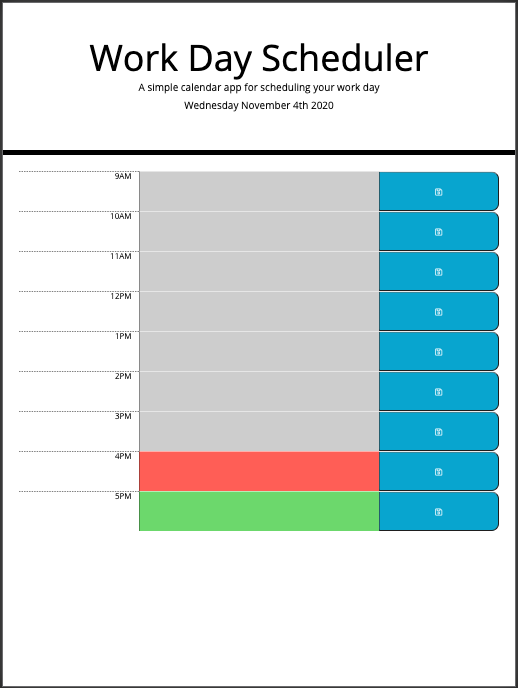 Work Day Scheduler
A simple calendar app for scheduling your work day
Wednesday November 4th 2020
9AM
10AM
11AM
12PM
1PM
2PM
3PM
4PM
5PM